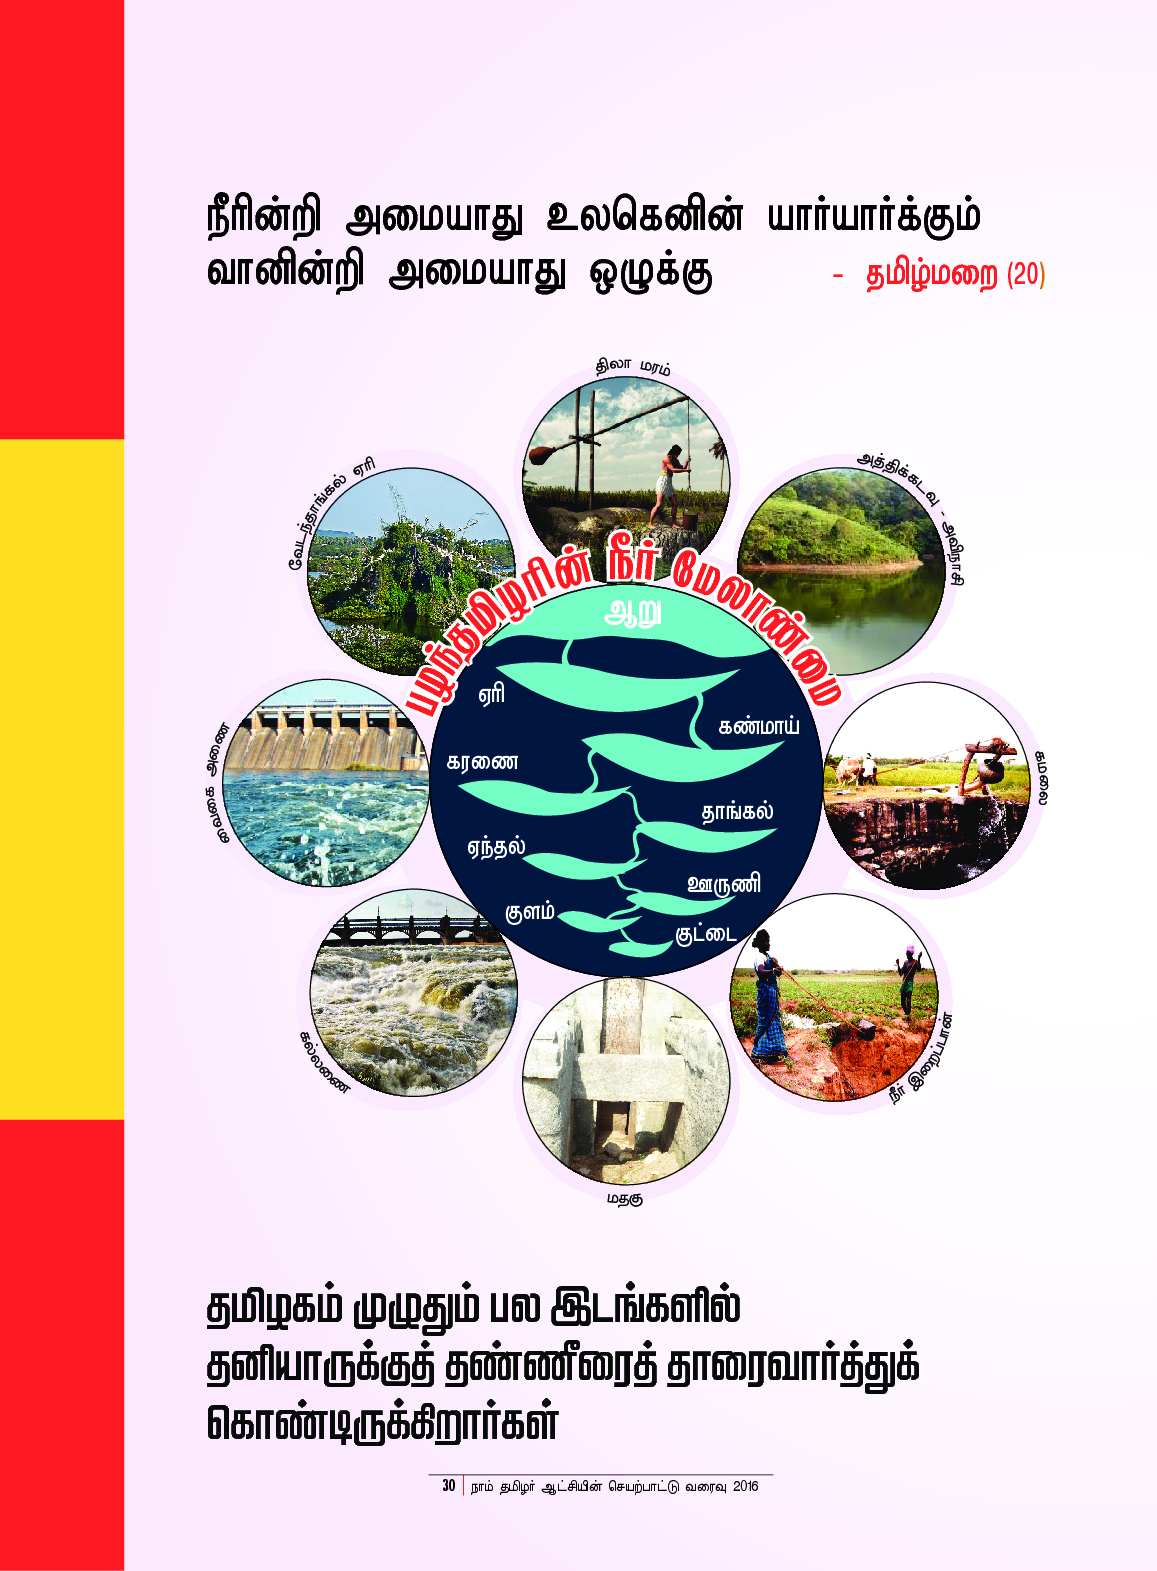 நீரின்றி அமையாது உலகெனின் யார்யார்க்கும்
வானின்றி அமையாது ஒழுக்கு - தமிழ்மறை (20)
திலா மரம்
வேடந்தாங்கல் ஏரி
அத்திக்கடவு - அவிநாசி
பழந்தமிழரின் நீர் மேலாண்மை
ஆறு
ஏரி
கண்மாய்
கரணை
தாங்கல்
ஏந்தல்
ஊருணி
குளம்
குட்டை
வைகை அணை
கமலை
கல்லணை
நீர் இறைப்பான்
மதகு
தமிழகம் முழுதும் பல இடங்களில்
தனியாருக்குத் தண்ணீரைத் தாரைவார்த்துக்
கொண்டிருக்கிறார்கள்
30 நாம் தமிழர் ஆட்சியின் செயற்பாட்டு வரைவு 2016